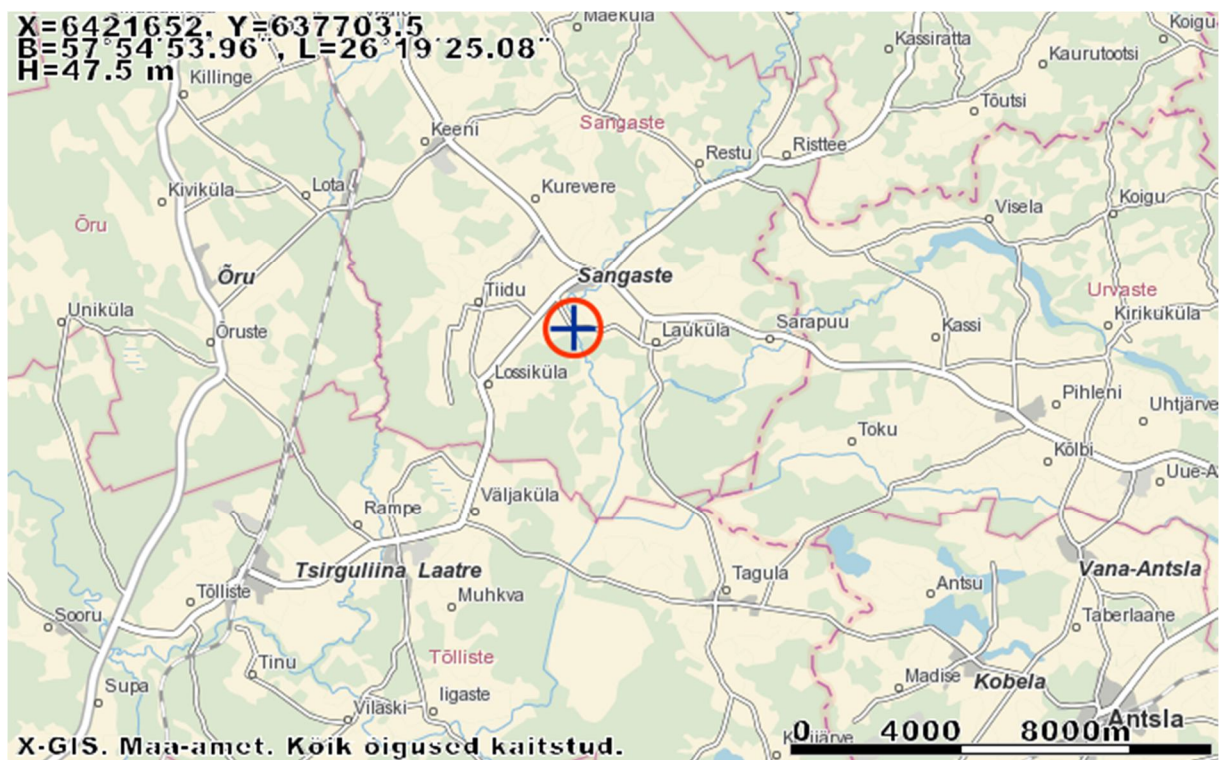 X=6421652, Y=637703.5
B=57°54'53.96", L=26°19'25.08"
H=47.5 m
Maeküla
Koigu
Kassiratta
Kaurutootsi
Killinge
Tõutsi
Keeni
Sangaste
Restu
Risttee
Kiviküla
Lota
Kurevere
Koigu
Visela
Õru
Õru
Sangaste
Tiidu
Urvaste
Uniküla
Kirikuküla
Õruste
Lauküla
Sarapuu
Kassi
Lossiküla
Pihleni
Uhtjärve
Toku
Kõlbi
Uue-A
Väljaküla
Rampe
Tsirguliina
Laatre
Tagula
Vana-Antsla
Antsu
Tõlliste
Muhkva
Sooru
Taberlaane
Tinu
Tõlliste
Madise
Kobela
Supa
Iigaste
Vilaski
Antsla
0 4000 8000m
X-GIS. Maa-amet. Kõik õigused kaitstud.